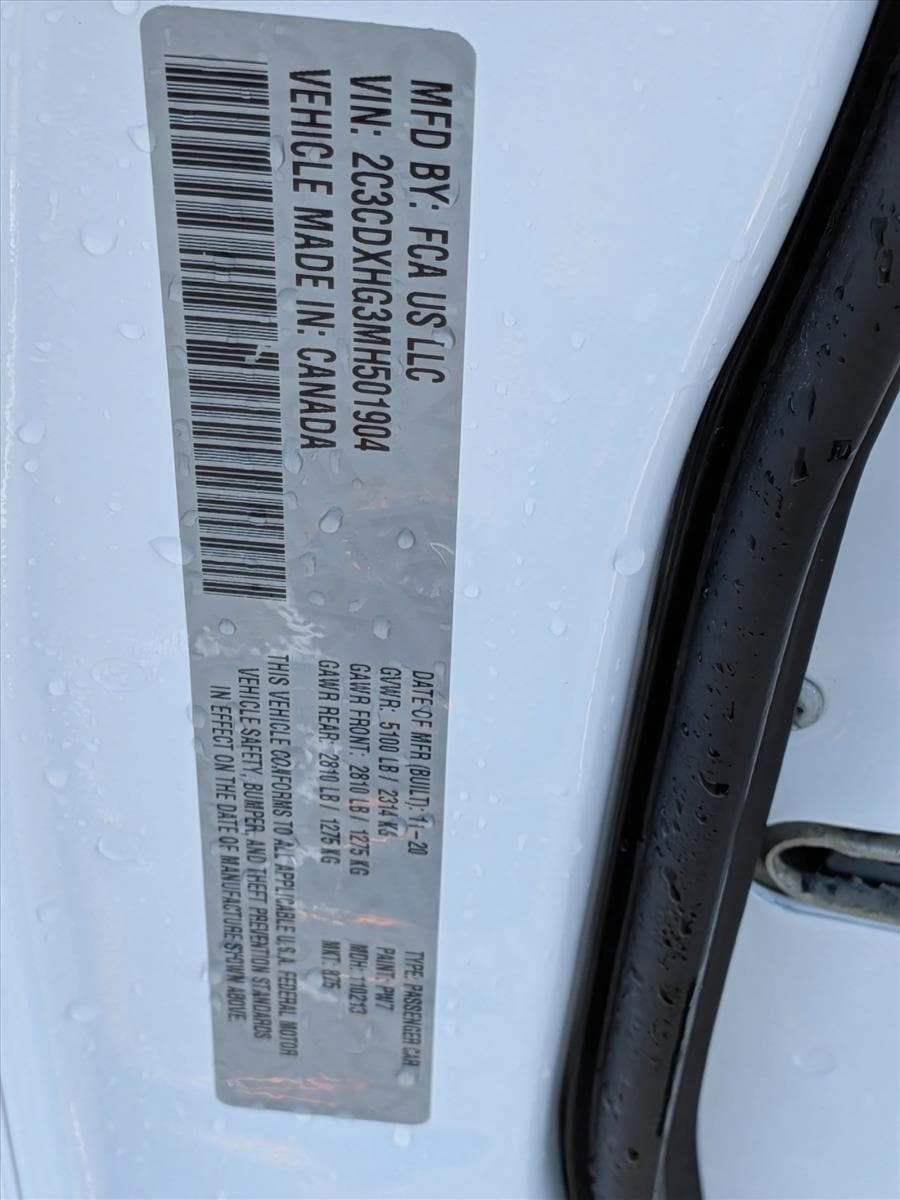 MFD BY: FCA US LLC
VIN: 2C3CDXHG3MH501904
VEHICLE MADE IN: CANADA
DATE OF MFR (BUILT): 11-20
GVWR: 5100 LB / 2314 KG
GAWR FRONT: 2810 LB / 1275 KG
GAWR REAR: 2810 LB / 1275 KG
THIS VEHICLE CONFORMS TO ALL APPLICABLE U.S.A. FEDERAL MOTOR
VEHICLE SAFETY, BUMPER, AND THEFT PREVENTION STANDARDS
IN EFFECT ON THE DATE OF MANUFACTURE SHOWN ABOVE.
TYPE: PASSENGER CAR
PAINT: PW7
MDH: 110213
MKT: 875